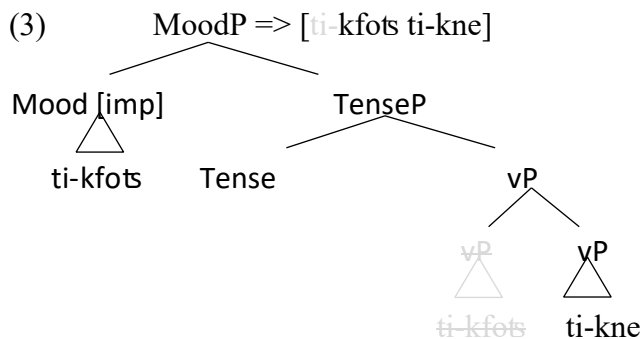 (3) MoodP => [ti-kfots ti-kne]
Mood [imp] TenseP
ti-kfots Tense vP
vP vP
ti-kfots ti-kne